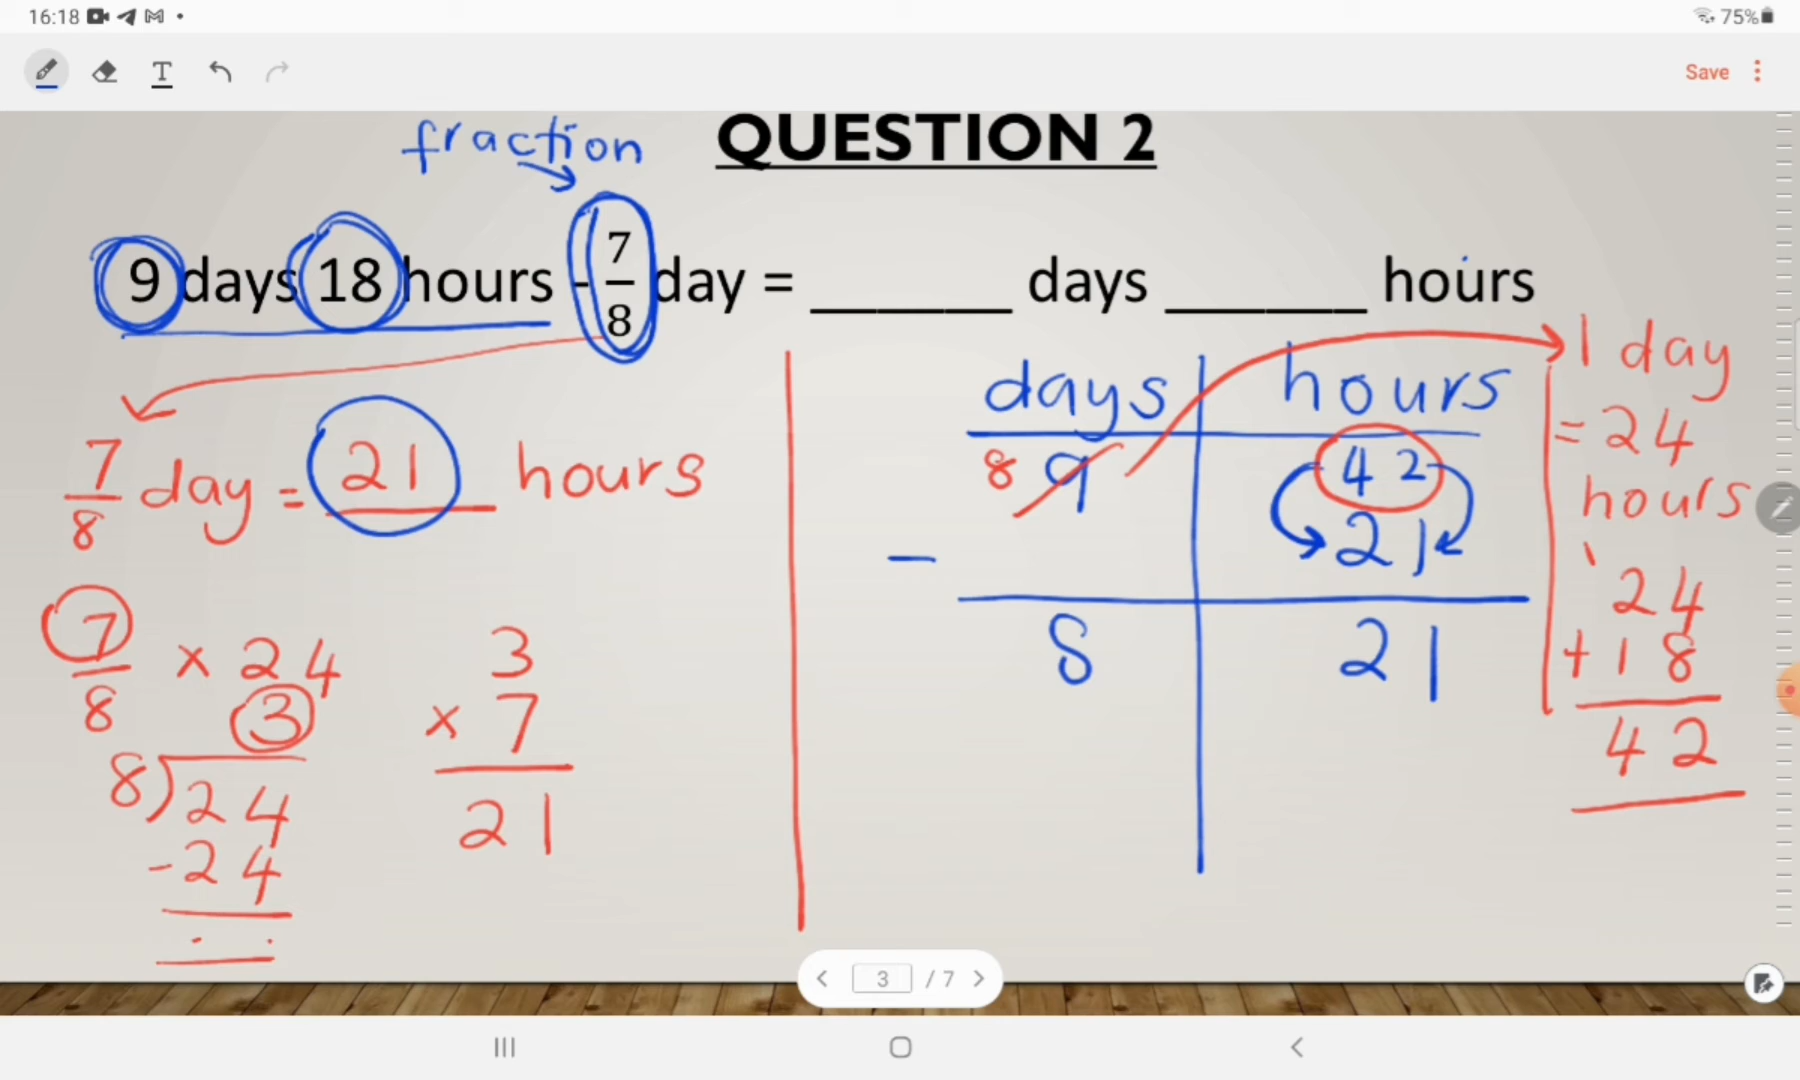 16:18
75%
T
Save
fraction
QUESTION 2
9 days 18 hours - 7/8 day = ______ days ______ hours
7/8 day = 21 hours
7/8 × 24
3
8)24
-24
3
× 7
21
days hours
8 9 42
- 21
8 21
1 day
= 24
hours
24
+18
42
3 / 7